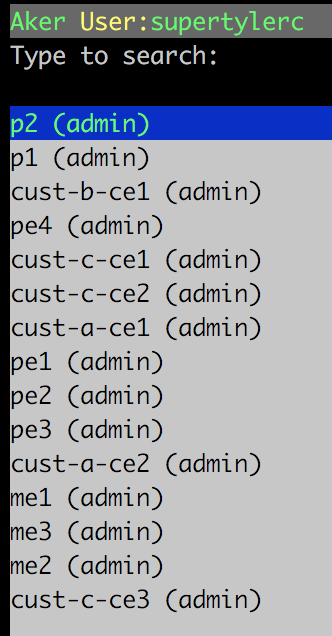 Aker User:supertylerc
Type to search:
p2 (admin)
p1 (admin)
cust-b-ce1 (admin)
pe4 (admin)
cust-c-ce1 (admin)
cust-c-ce2 (admin)
cust-a-ce1 (admin)
pe1 (admin)
pe2 (admin)
pe3 (admin)
cust-a-ce2 (admin)
me1 (admin)
me3 (admin)
me2 (admin)
cust-c-ce3 (admin)